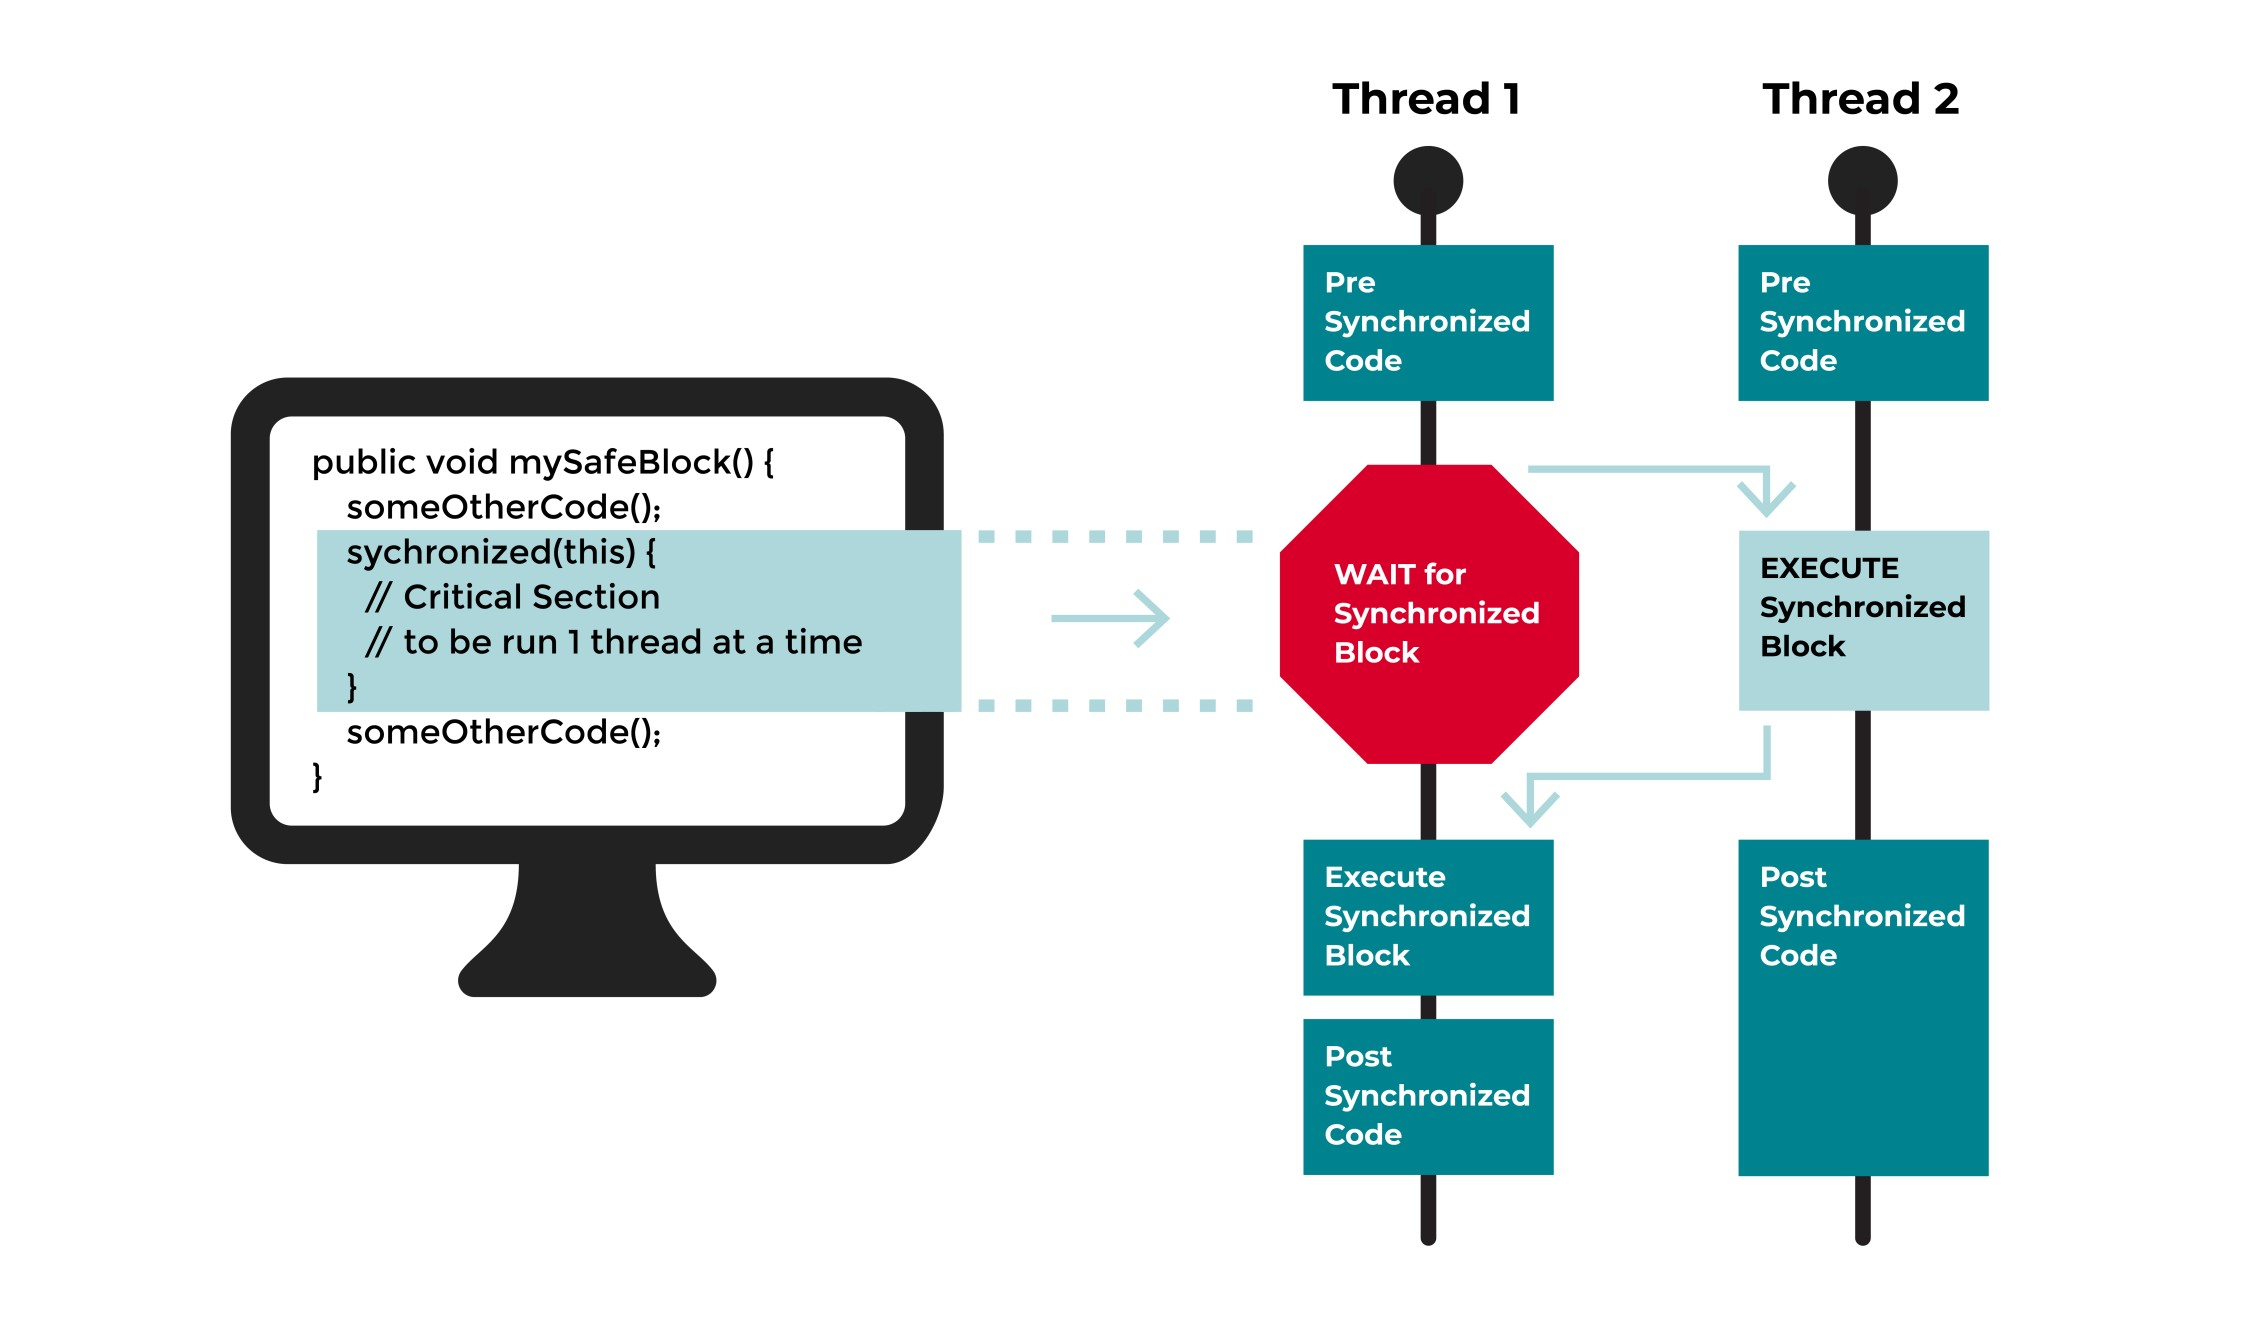 public void mySafeBlock() {
someOtherCode();
sychronized(this) {
// Critical Section
// to be run 1 thread at a time
}
someOtherCode();
}
Thread 1
Pre
Synchronized
Code
WAIT for
Synchronized
Block
Execute
Synchronized
Block
Post
Synchronized
Code
Thread 2
Pre
Synchronized
Code
EXECUTE
Synchronized
Block
Post
Synchronized
Code